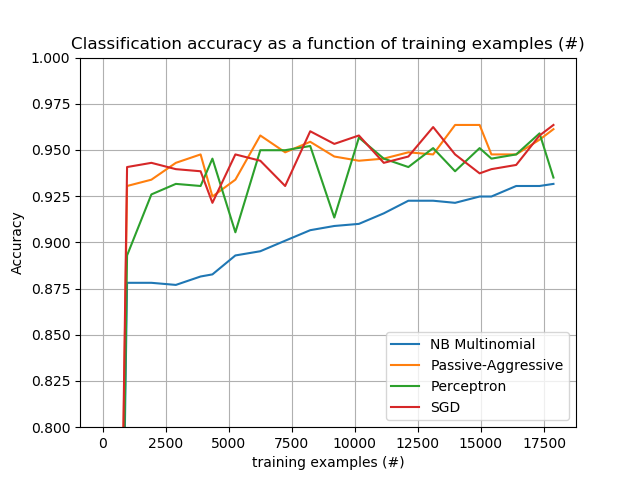 Classification accuracy as a function of training examples (#)
1.000
0.975
0.950
0.925
0.900
0.875
0.850
0.825
0.800
Accuracy
NB Multinomial
Passive-Aggressive
Perceptron
SGD
0 2500 5000 7500 10000 12500 15000 17500
training examples (#)